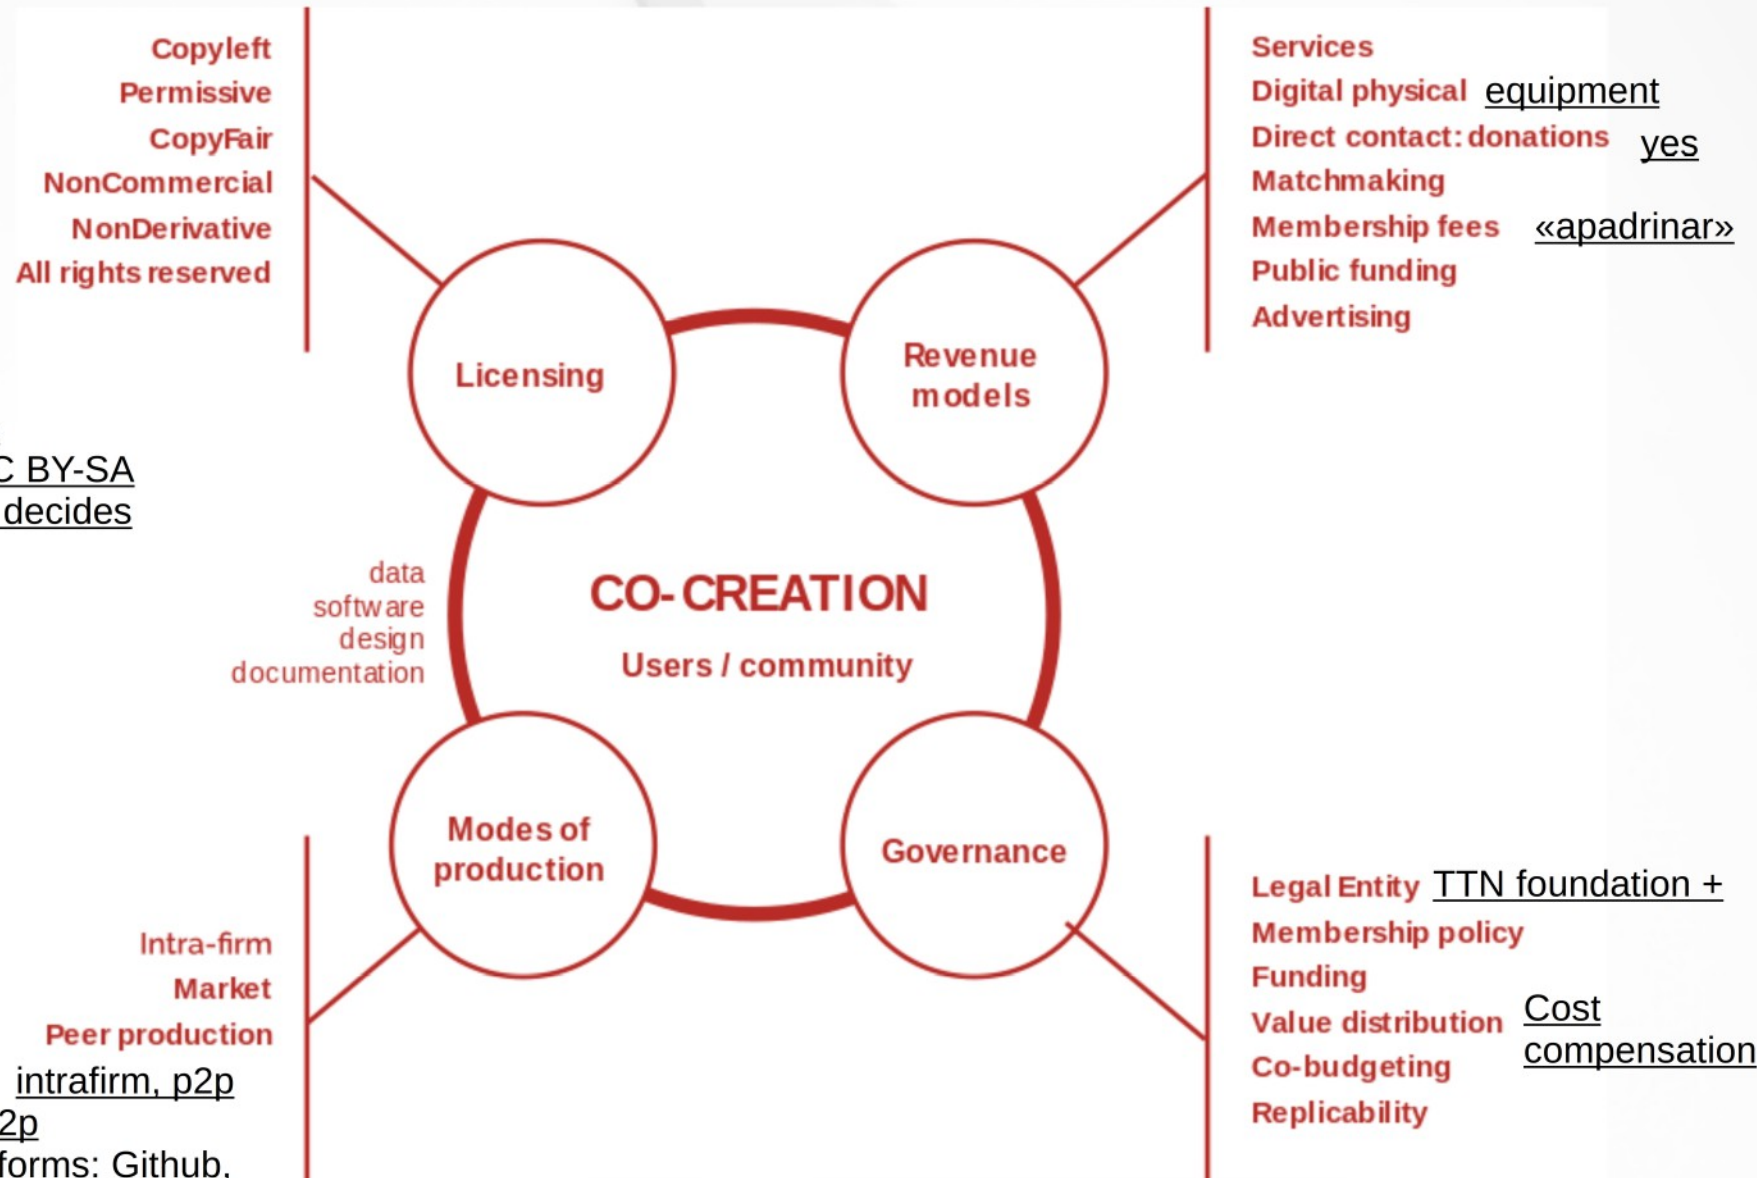 Copyleft
Permissive
CopyFair
NonCommercial
NonDerivative
All rights reserved
Services
Digital physical equipment
Direct contact: donations yes
Matchmaking
Membership fees «apadrinar»
Public funding
Advertising
Licensing
Revenue
models
C BY-SA
decides
data
software
design
documentation
CO-CREATION
Users / community
Modes of
production
Governance
Intra-firm
Market
Peer production
intrafirm, p2p
2p
forms: Github,
Legal Entity TTN foundation +
Membership policy
Funding
Value distribution Cost
compensation
Co-budgeting
Replicability